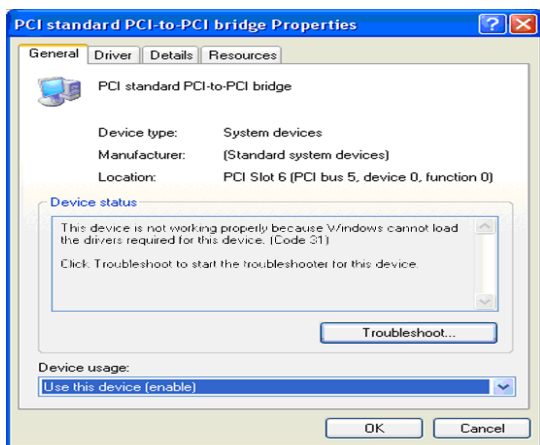 PCI standard PCI-to-PCI bridge Properties
General Driver Details Resources
PCI standard PCI-to-PCI bridge
Device type: System devices
Manufacturer: (Standard system devices)
Location: PCI Slot 6 (PCI bus 5, device 0, function 0)
Device status
This device is not working properly because Windows cannot load
the drivers required for this device. (Code 31)
Click Troubleshoot to start the troubleshooter for this device.
Troubleshoot...
Device usage:
Use this device (enable)
OK Cancel